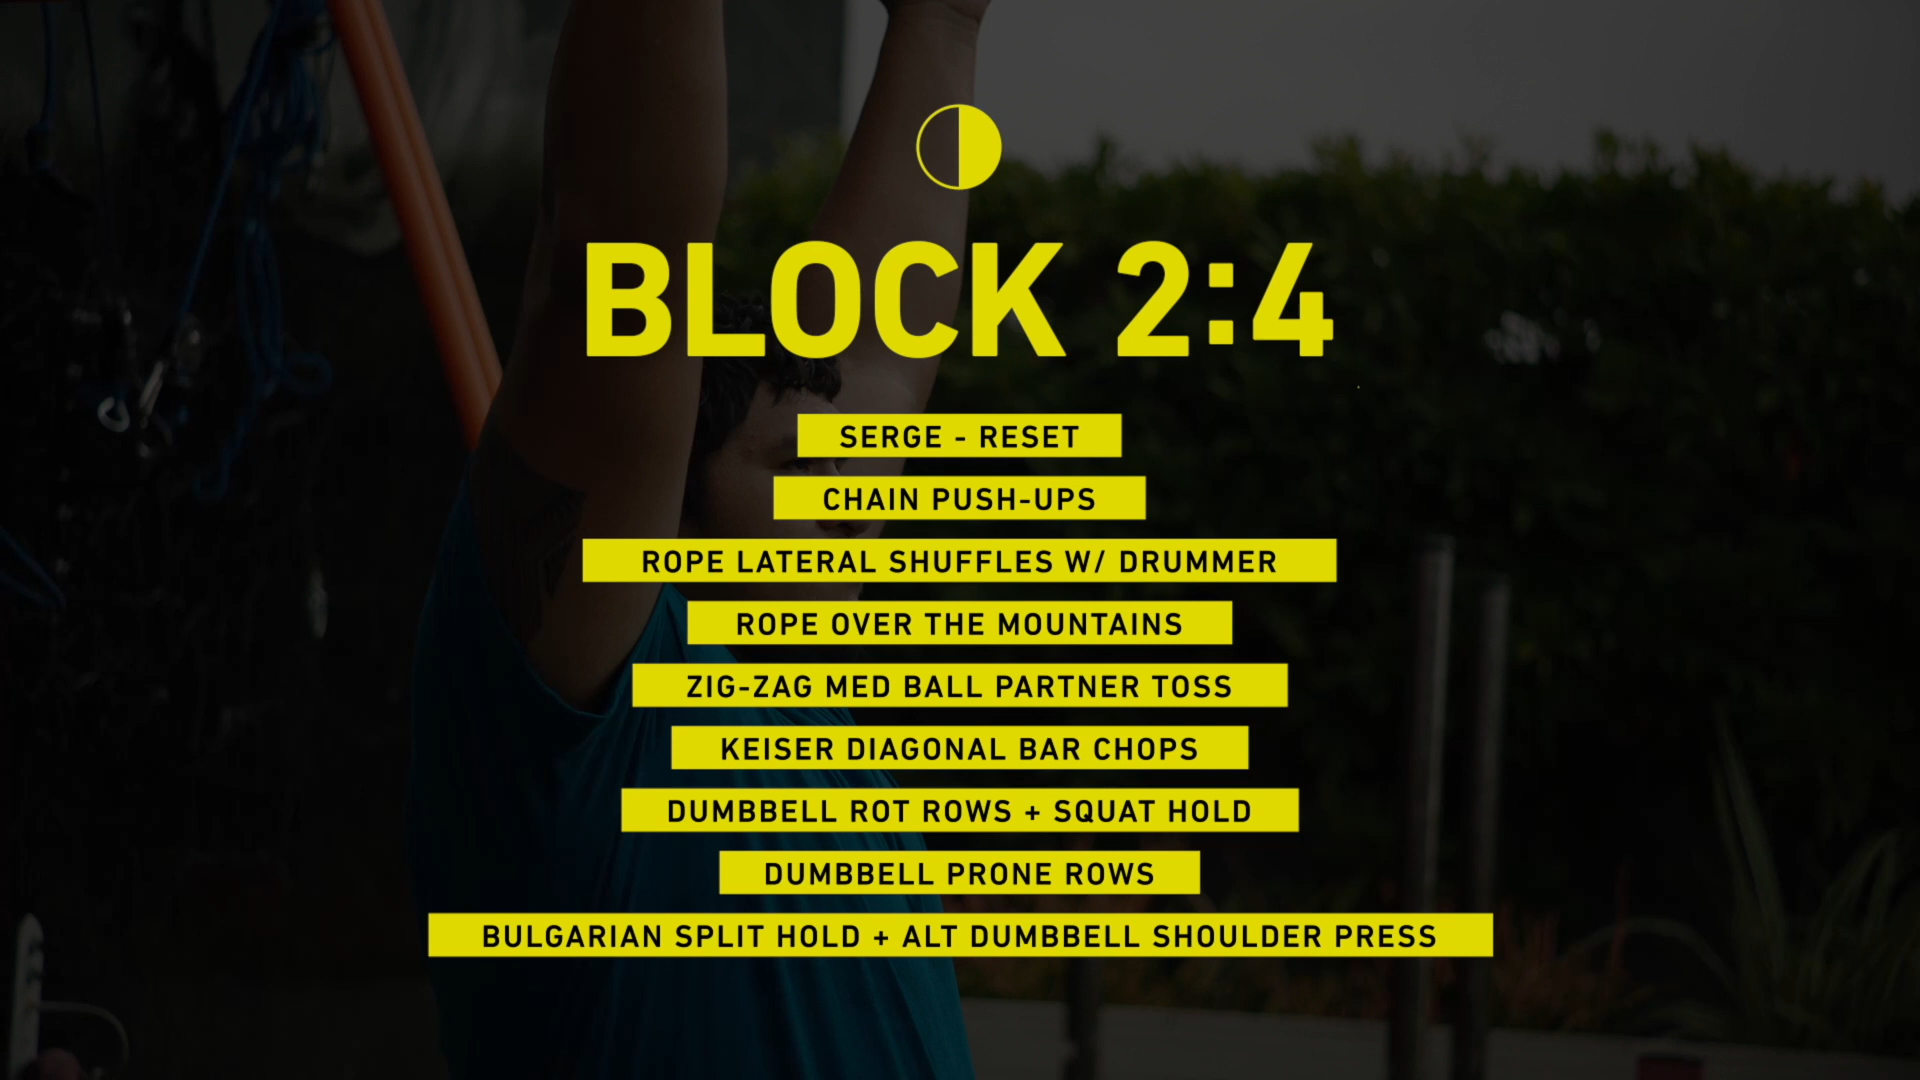 BLOCK 2:4
SERGE - RESET
CHAIN PUSH-UPS
ROPE LATERAL SHUFFLES W/ DRUMMER
ROPE OVER THE MOUNTAINS
ZIG-ZAG MED BALL PARTNER TOSS
KEISER DIAGONAL BAR CHOPS
DUMBBELL ROT ROWS + SQUAT HOLD
DUMBBELL PRONE ROWS
BULGARIAN SPLIT HOLD + ALT DUMBBELL SHOULDER PRESS